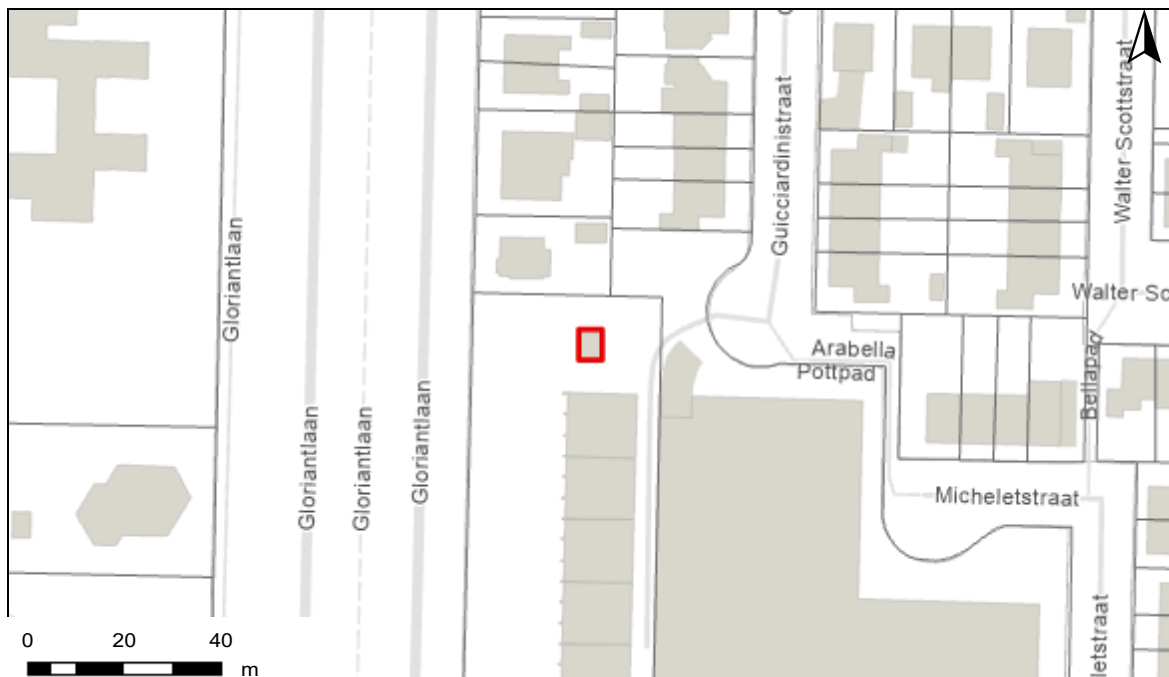 Gloriantlaan
Gloriantlaan
Gloriantlaan
Gloriantlaan
Guicciardinistraat
Walter-Scottstraat
Walter-Sc
Arabella
Pottpad
Bellapad
Micheletstraat
letstraat
0 20 40
m